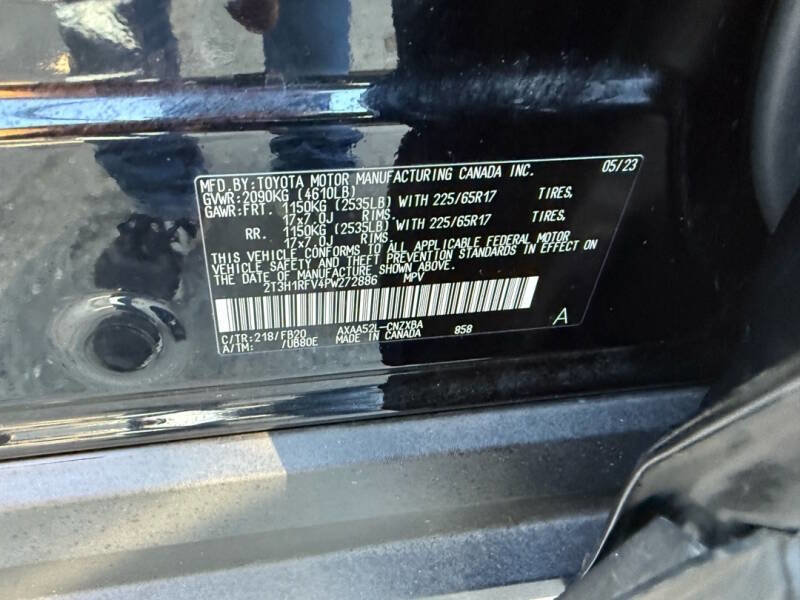 MFD.BY:TOYOTA MOTOR MANUFACTURING CANADA INC. 05/23
GVWR:2090KG (4610LB)
GAWR:FRT. 1150KG (2535LB) WITH 225/65R17 TIRES,
17x7.0J RIMS.
RR. 1150KG (2535LB) WITH 225/65R17 TIRES,
17x7.0J RIMS.
THIS VEHICLE CONFORMS TO ALL APPLICABLE FEDERAL MOTOR
VEHICLE SAFETY AND THEFT PREVENTION STANDARDS IN EFFECT ON
THE DATE OF MANUFACTURE SHOWN ABOVE.
2T3H1RFV4PW272886 MPV
C/TR:218/FB20 AXAA52L-CNZXBA 858 A
A/TM: /U680E MADE IN CANADA